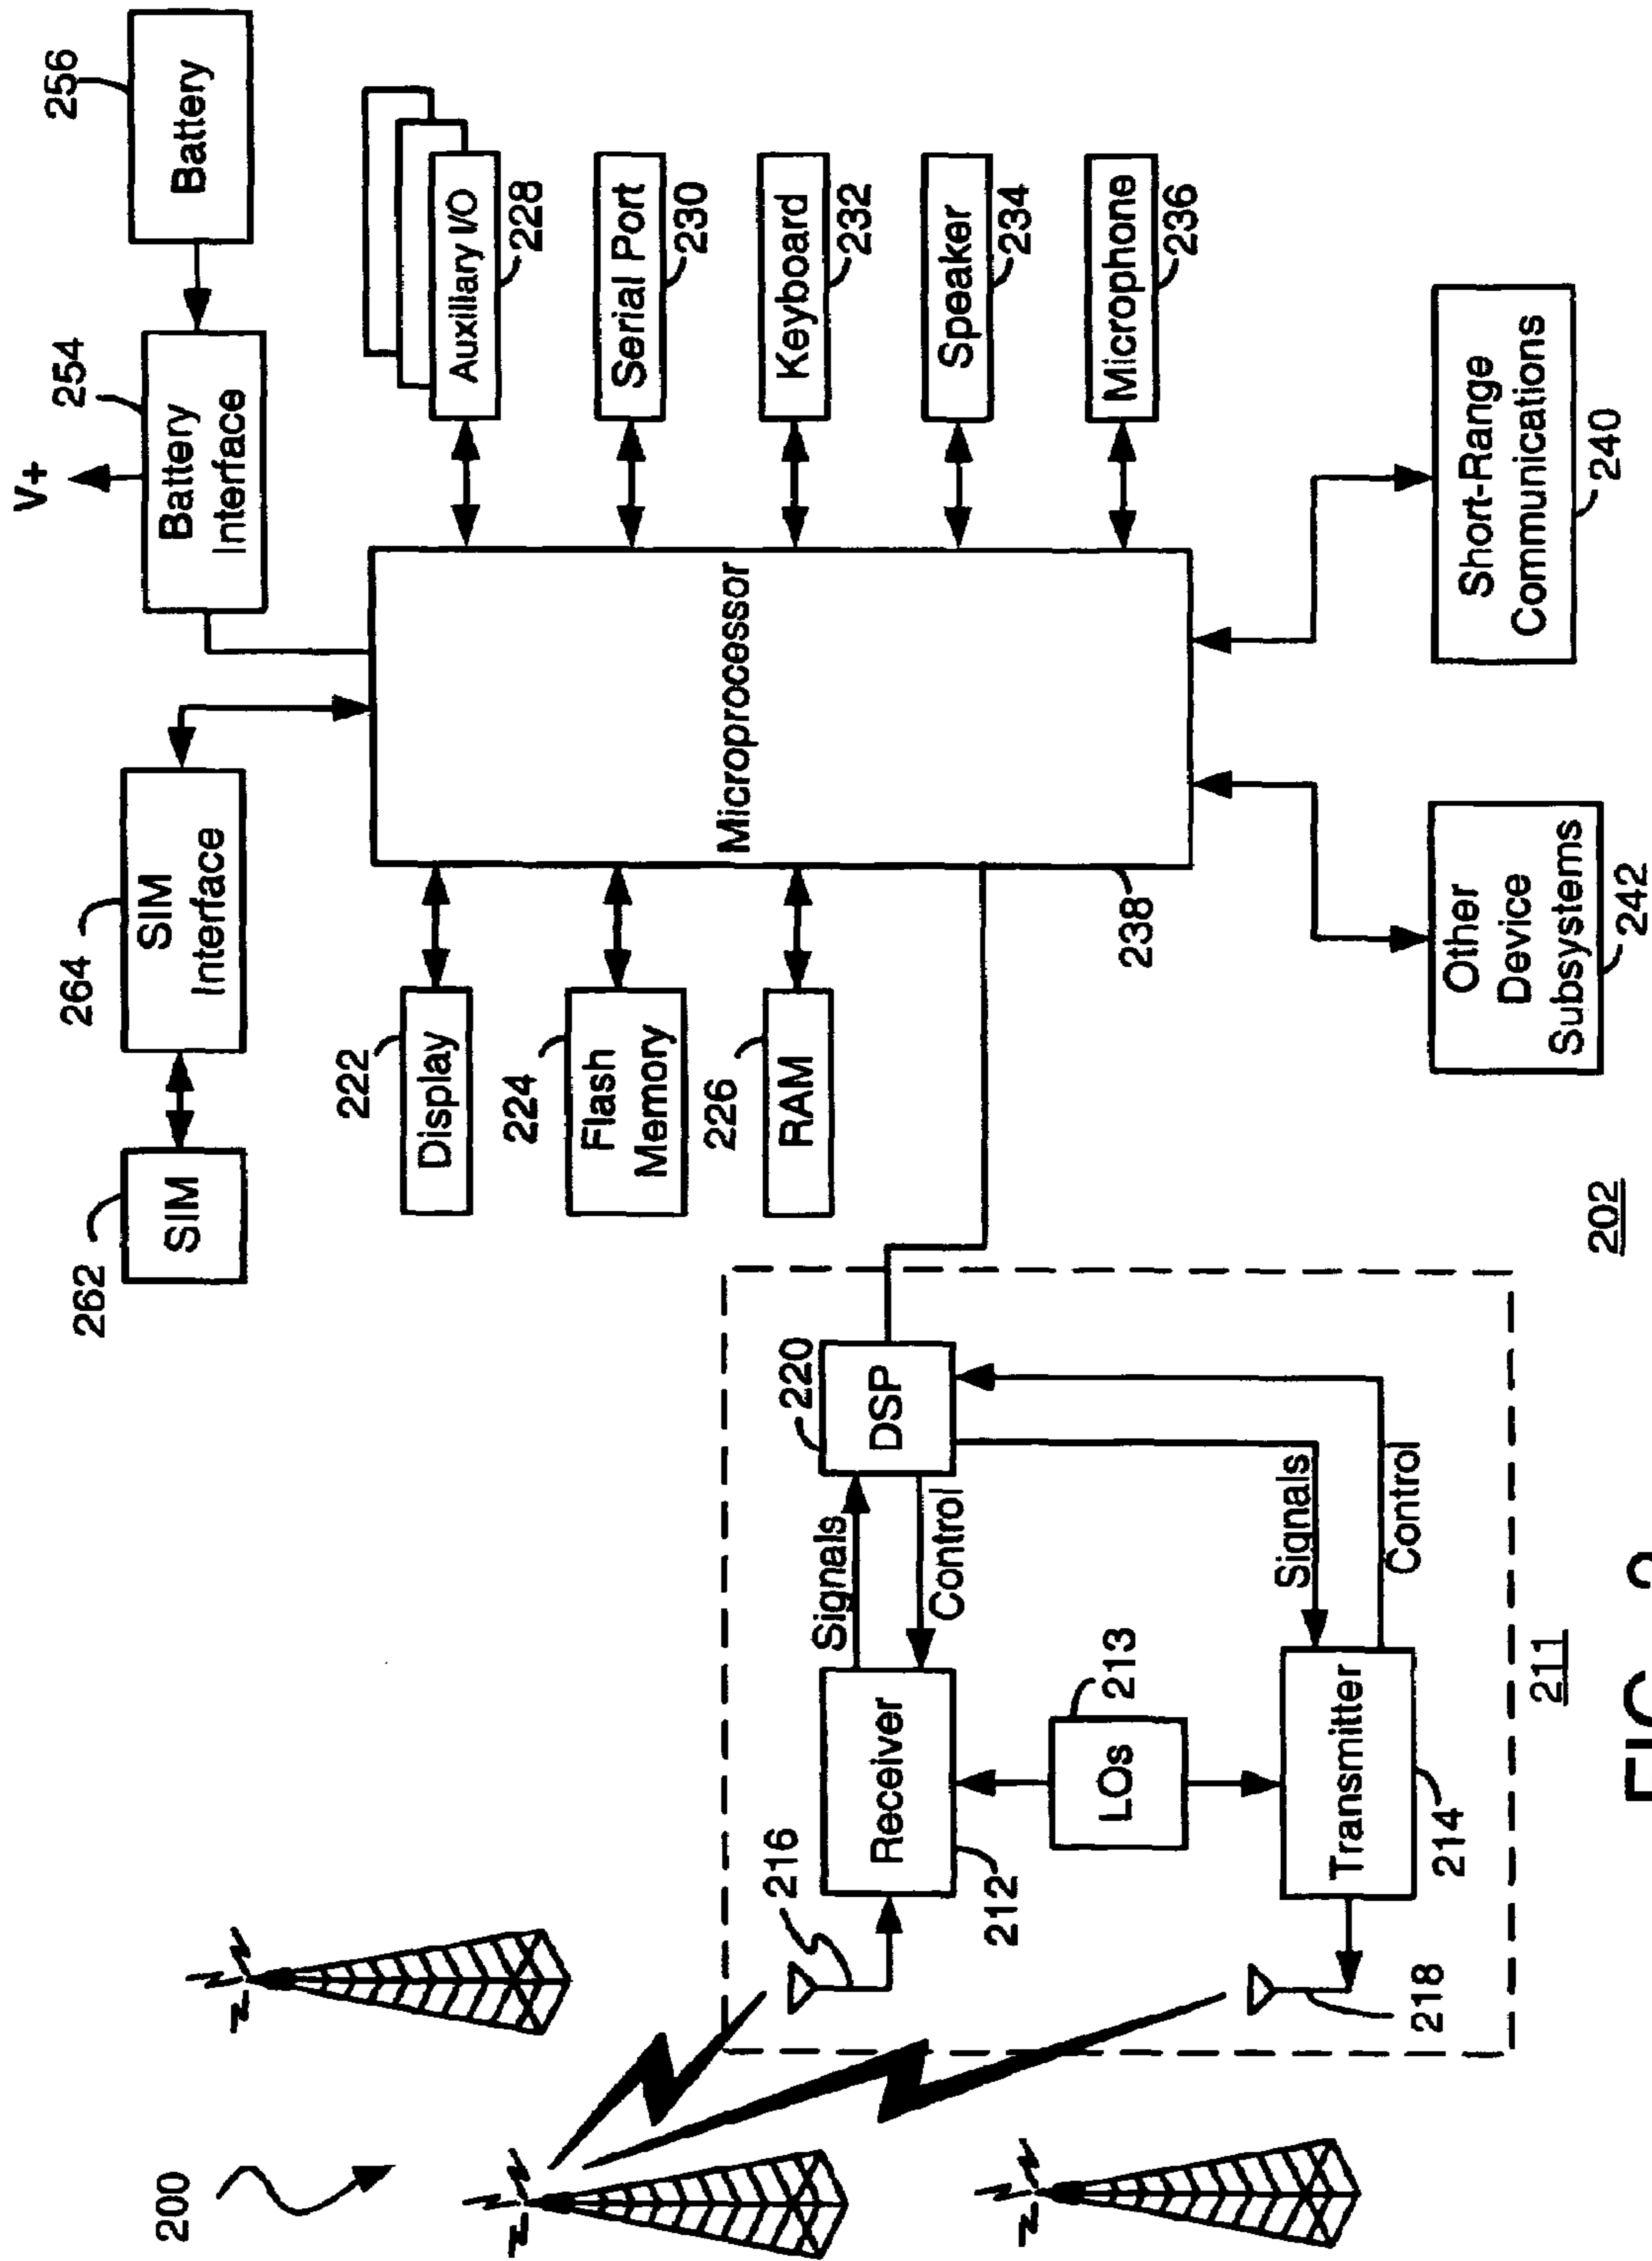 200
262
SIM
264
SIM
Interface
V+
254
Battery
Interface
256
Battery
222
Display
224
Flash
Memory
226
RAM
Microprocessor
238
Auxillary I/O
228
Serial Port
230
Keyboard
232
Speaker
234
Microphone
236
216
Receiver
212
Signals
Control
220
DSP
LOs
213
Signals
Control
Transmitter
214
218
211
202
Other
Device
Subsystems
242
Short-Range
Communications
240